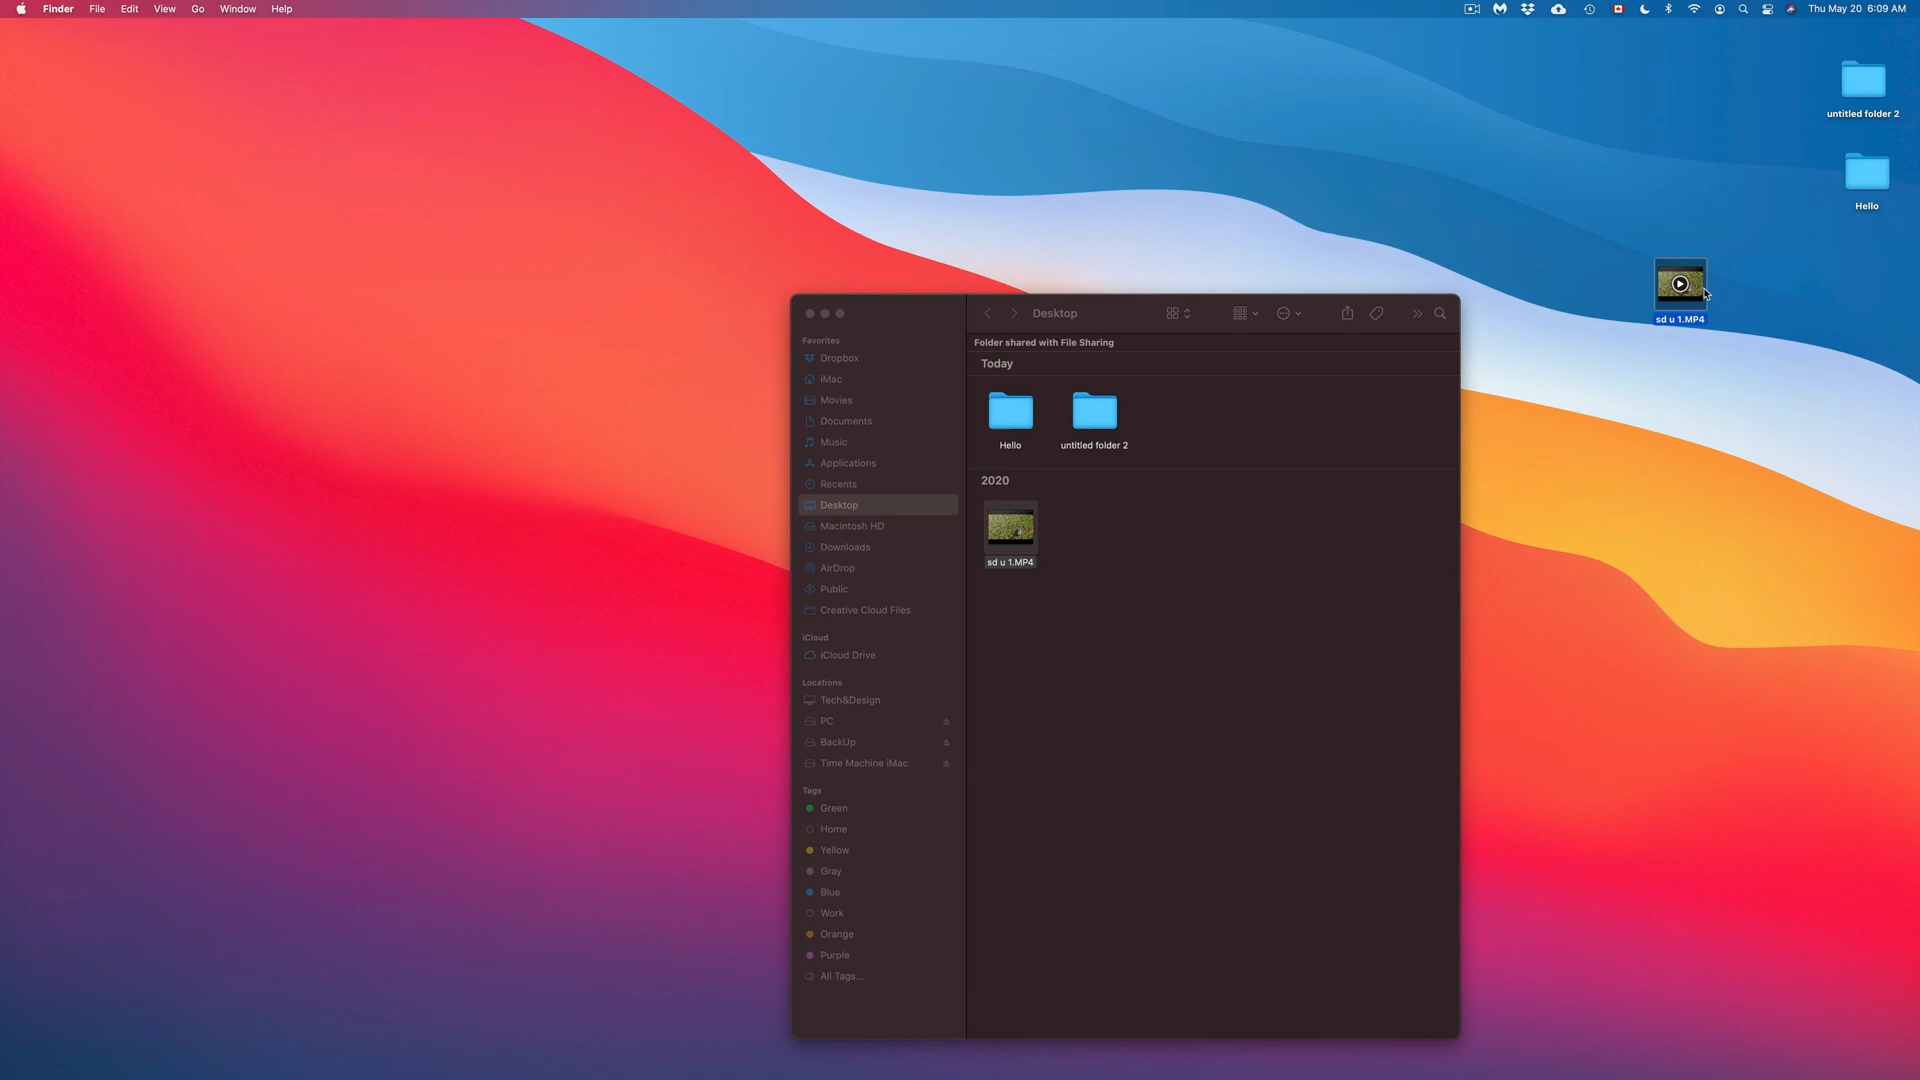 Finder File Edit View Go Window Help Thu May 20 6:09 AM
untitled folder 2
Hello
sd u 1.MP4
Desktop
Favorites
Dropbox
iMac
Movies
Documents
Music
Applications
Recents
Desktop
Macintosh HD
Downloads
AirDrop
Public
Creative Cloud Files
iCloud
iCloud Drive
Locations
Tech&Design
PC
BackUp
Time Machine iMac
Tags
Green
Home
Yellow
Gray
Blue
Work
Orange
Purple
All Tags...
Folder shared with File Sharing
Today
Hello untitled folder 2
2020
sd u 1.MP4